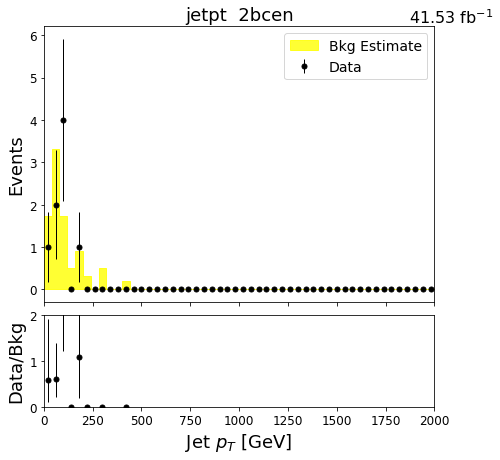 jetpt 2bcen
41.53 fb⁻¹
Bkg Estimate
Data
Events
6
5
4
3
2
1
0
Data/Bkg
2
1
0
0 250 500 750 1000 1250 1500 1750 2000
Jet p_T [GeV]